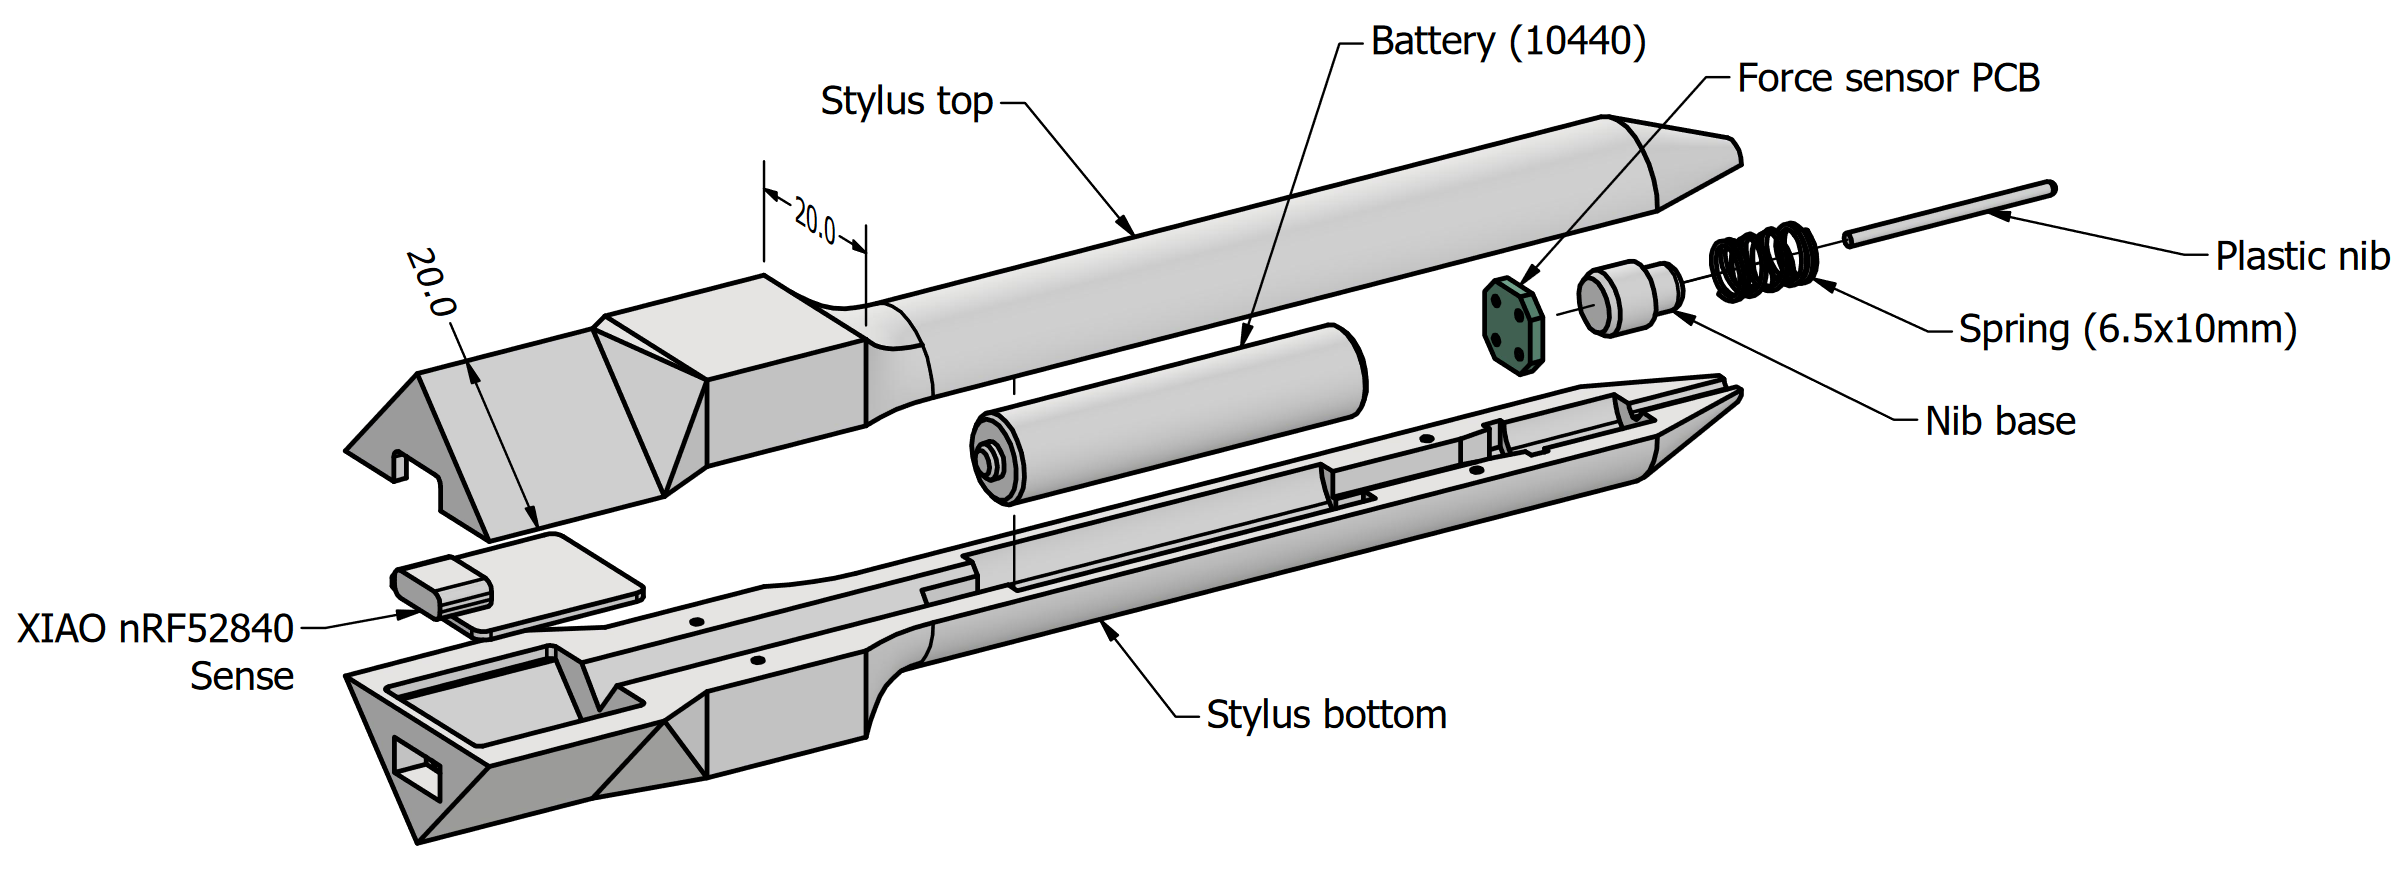 Battery (10440)
Force sensor PCB
Stylus top
20.0
20.0
Plastic nib
Spring (6.5x10mm)
Nib base
XIAO nRF52840
Sense
Stylus bottom